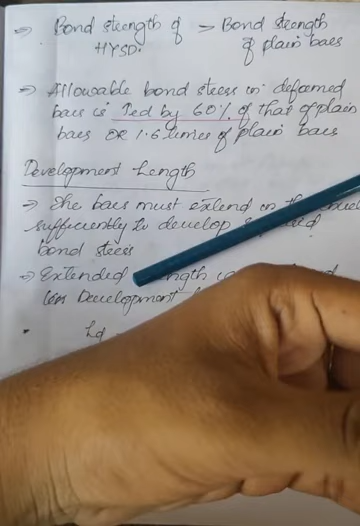 → Bond strength of > Bond strength
HYSD. of plain bars
→ Allowable bond stress in deformed
bars is ↑ed by 60% of that of plain
bars OR 1.6 times of plain bars
Development Length
→ The bars must extend on the
sufficiently to develop
bond stress
→ Extended
Development